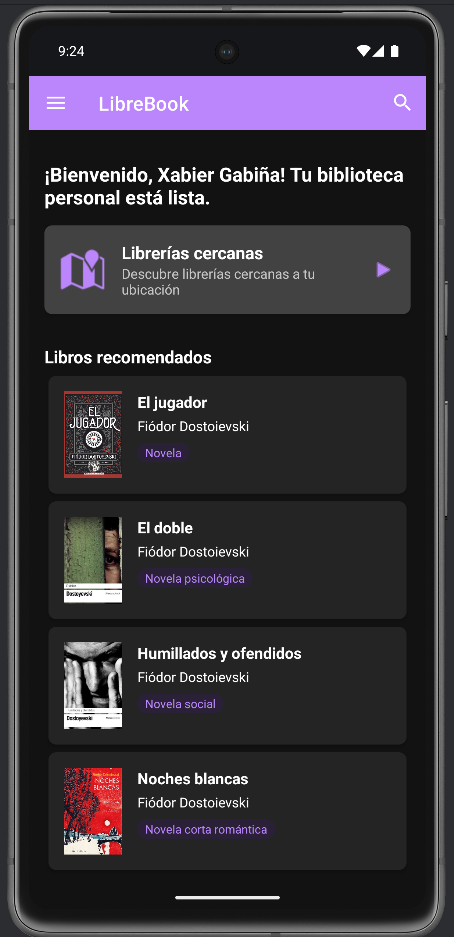 9:24
LibreBook
¡Bienvenido, Xabier Gabiña! Tu biblioteca
personal está lista.
Librerías cercanas
Descubre librerías cercanas a tu
ubicación
Libros recomendados
EL
JUGADOR
FIÓDOR DOSTOIEVSKI
El jugador
Fiódor Dostoievski
Novela
Dostoyevski
El doble
Fiódor Dostoievski
Novela psicológica
Dostoyevski
Humillados y ofendidos
Fiódor Dostoievski
Novela social
NOCHES
BLANCAS
Noches blancas
Fiódor Dostoievski
Novela corta romántica